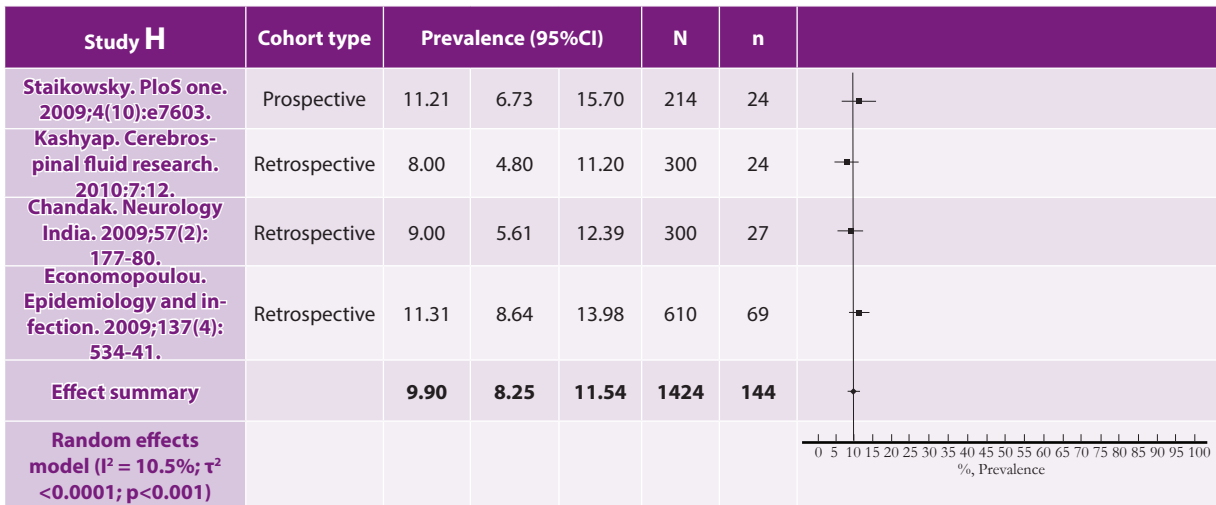 Study H Cohort type Prevalence (95%CI) N n
Staikowsky. PloS one.
2009;4(10):e7603.
Prospective 11.21 6.73 15.70 214 24
Kashyap. Cerebros-
pinal fluid research.
2010;7:12.
Retrospective 8.00 4.80 11.20 300 24
Chandak. Neurology
India. 2009;57(2):
177-80.
Retrospective 9.00 5.61 12.39 300 27
Economopoulou.
Epidemiology and in-
fection. 2009;137(4):
534-41.
Retrospective 11.31 8.64 13.98 610 69
Effect summary 9.90 8.25 11.54 1424 144
Random effects
model (I² = 10.5%; τ²
<0.0001; p<0.001)
0 5 10 15 20 25 30 35 40 45 50 55 60 65 70 75 80 85 90 95 100
%, Prevalence